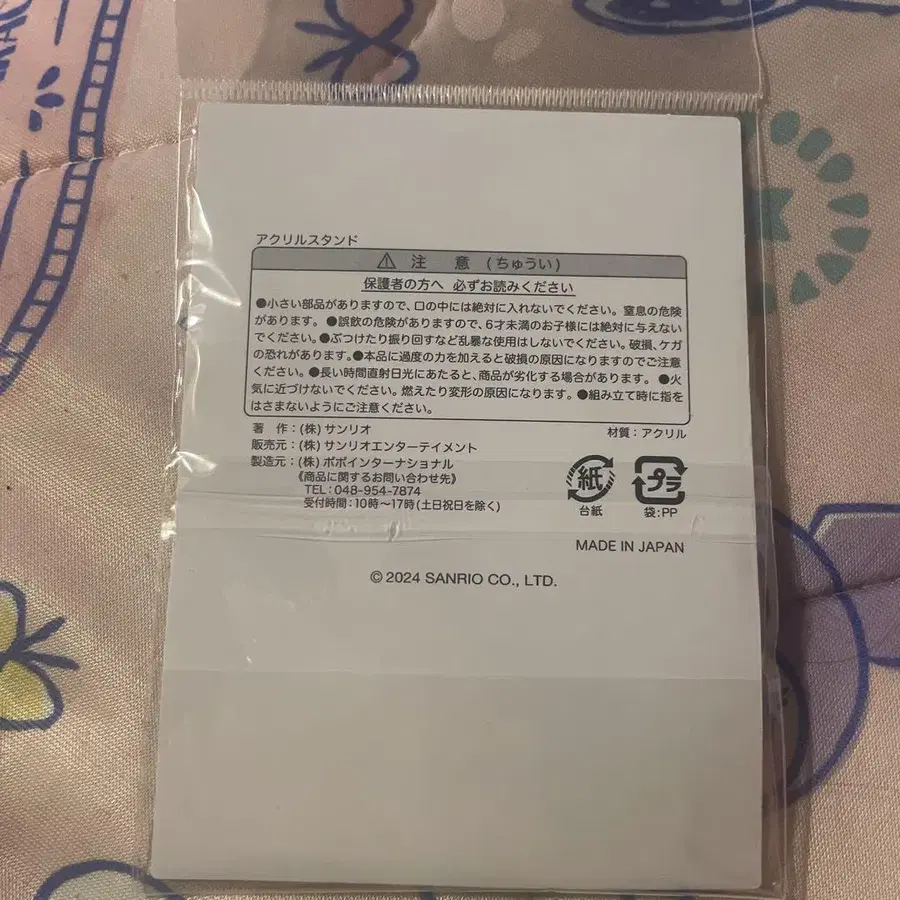 アクリルスタンド
⚠ 注 意 (ちゅうい)
保護者の方へ 必ずお読みください
●小さい部品がありますので、口の中には絶対に入れないでください。窒息の危険
があります。●誤飲の危険がありますので、6才未満のお子様には絶対に与えない
でください。●ぶつけたり振り回すなど乱暴な使用はしないでください。破損、ケガ
の恐れがあります。●本品に過度の力を加えると破損の原因になりますのでご注意
ください。●長い時間直射日光にあたると、商品が劣化する場合があります。●火
気に近づけないでください。燃えたり変形の原因になります。●組み立て時に指を
はさまないようにご注意ください。
著 作:(株) サンリオ 材質:アクリル
販売元:(株) サンリオエンターテイメント
製造元:(株) ポポインターナショナル
《商品に関するお問い合わせ先》
TEL:048-954-7874
受付時間:10時〜17時(土日祝日を除く)
紙 プラ
台紙 袋:PP
MADE IN JAPAN
© 2024 SANRIO CO., LTD.